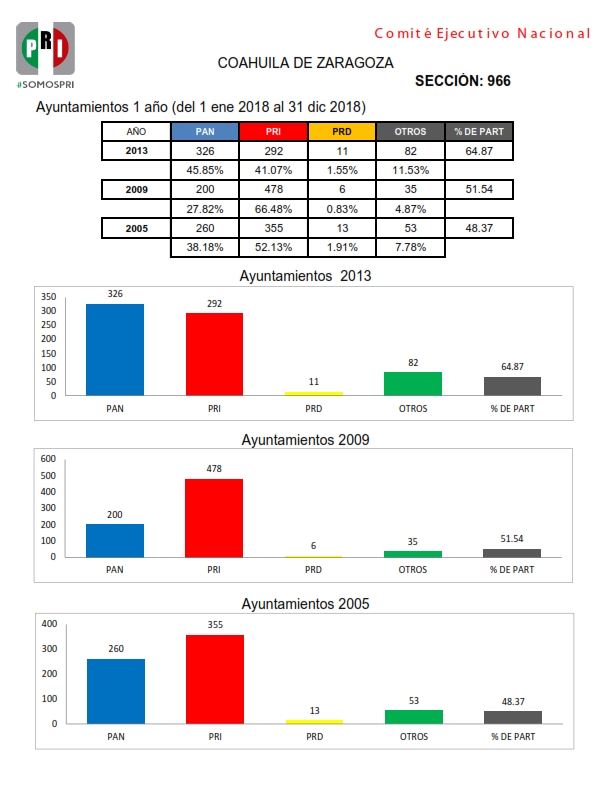 Comité Ejecutivo Nacional
PRI
#SOMOSPRI
COAHUILA DE ZARAGOZA
SECCIÓN: 966
Ayuntamientos 1 año (del 1 ene 2018 al 31 dic 2018)
AÑO PAN PRI PRD OTROS % DE PART
2013 326 292 11 82 64.87
45.85% 41.07% 1.55% 11.53%
2009 200 478 6 35 51.54
27.82% 66.48% 0.83% 4.87%
2005 260 355 13 53 48.37
38.18% 52.13% 1.91% 7.78%
Ayuntamientos 2013
350
300
250
200
150
100
50
0
326 292 11 82 64.87
PAN PRI PRD OTROS % DE PART
Ayuntamientos 2009
600
500
400
300
200
100
0
200 478 6 35 51.54
PAN PRI PRD OTROS % DE PART
Ayuntamientos 2005
400
300
200
100
0
260 355 13 53 48.37
PAN PRI PRD OTROS % DE PART